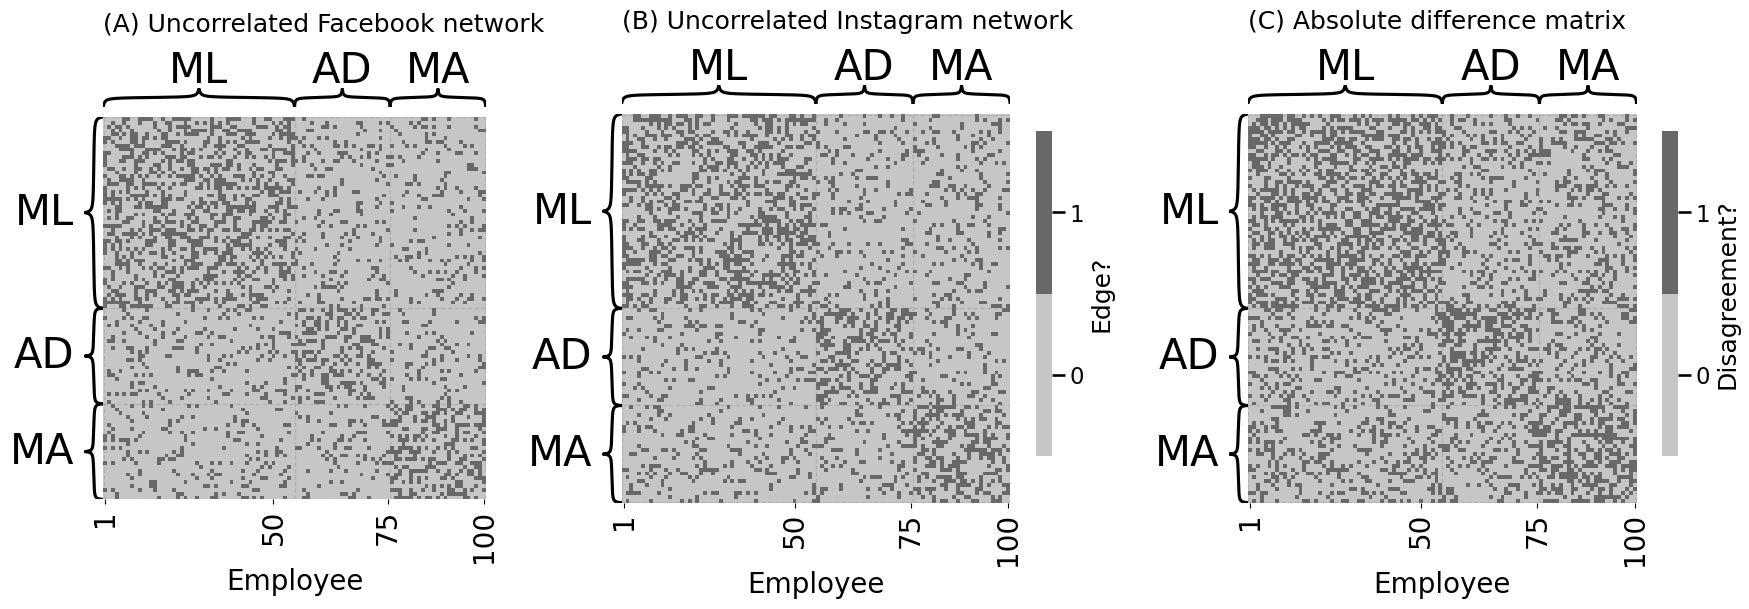 (A) Uncorrelated Facebook network
ML AD MA
ML
AD
MA
1 50 75 100
Employee
(B) Uncorrelated Instagram network
ML AD MA
ML
AD
MA
1 50 75 100
Employee
1
0
Edge?
(C) Absolute difference matrix
ML AD MA
ML
AD
MA
1 50 75 100
Employee
1
0
Disagreement?